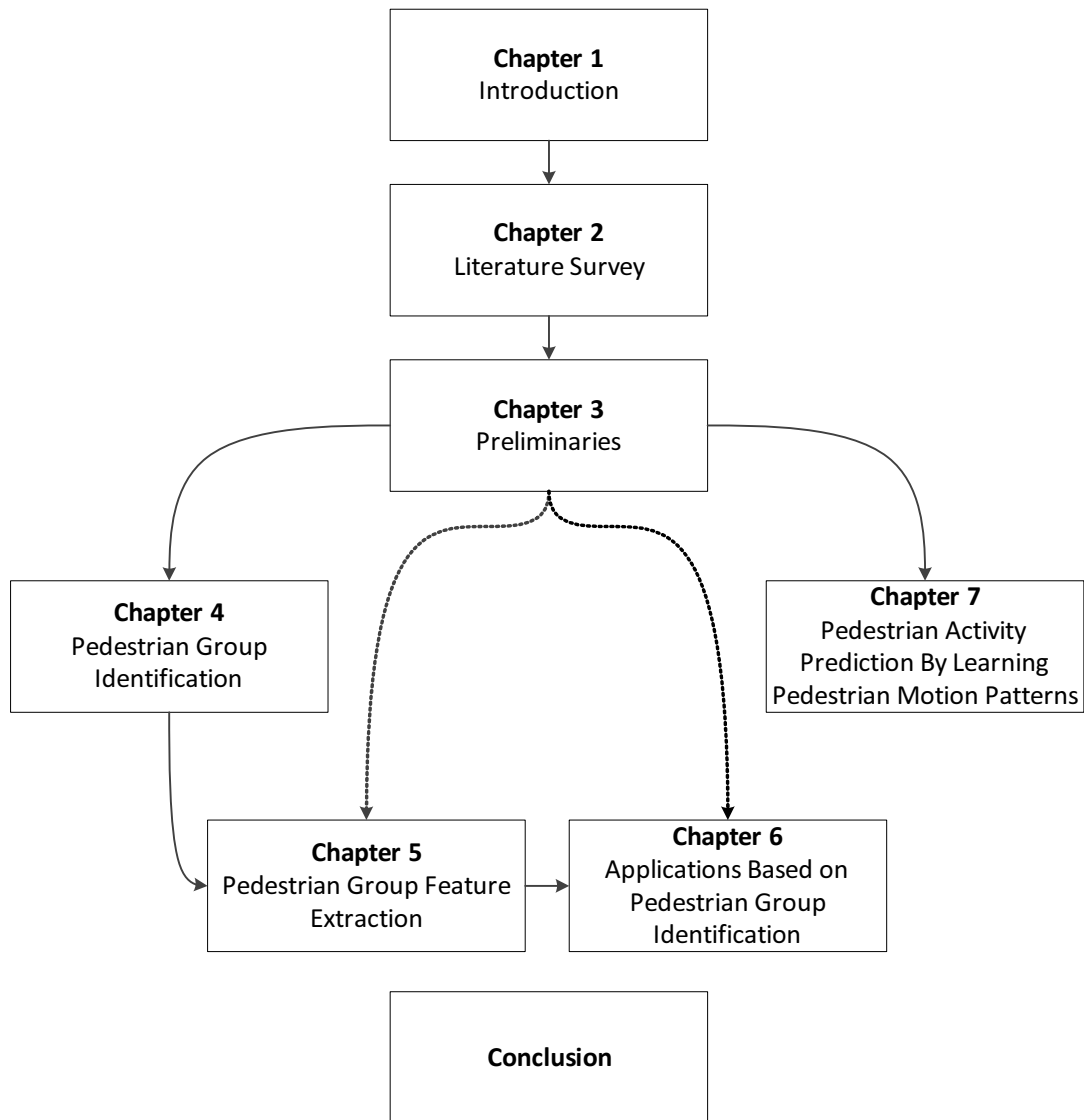 Chapter 1
Introduction
Chapter 2
Literature Survey
Chapter 3
Preliminaries
Chapter 4
Pedestrian Group
Identification
Chapter 7
Pedestrian Activity
Prediction By Learning
Pedestrian Motion Patterns
Chapter 5
Pedestrian Group Feature
Extraction
Chapter 6
Applications Based on
Pedestrian Group
Identification
Conclusion